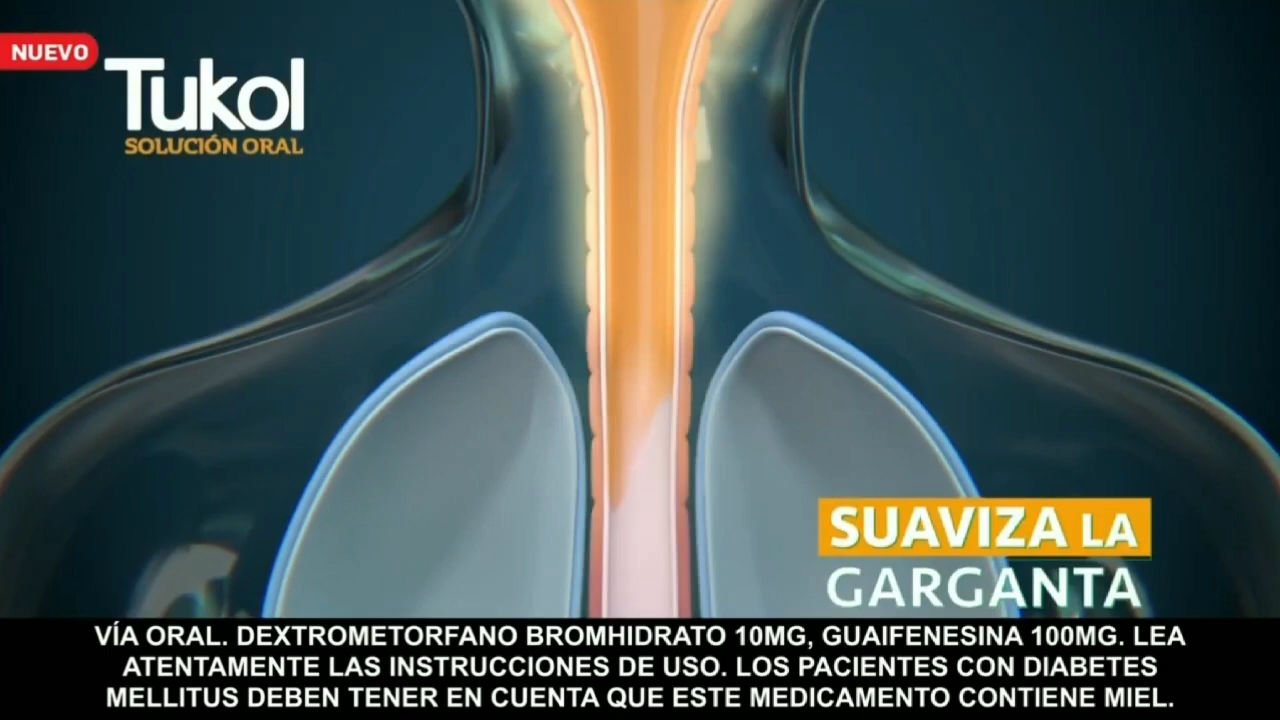 NUEVO
Tukol
SOLUCIÓN ORAL
SUAVIZA LA
GARGANTA
VÍA ORAL. DEXTROMETORFANO BROMHIDRATO 10MG, GUAIFENESINA 100MG. LEA
ATENTAMENTE LAS INSTRUCCIONES DE USO. LOS PACIENTES CON DIABETES
MELLITUS DEBEN TENER EN CUENTA QUE ESTE MEDICAMENTO CONTIENE MIEL.